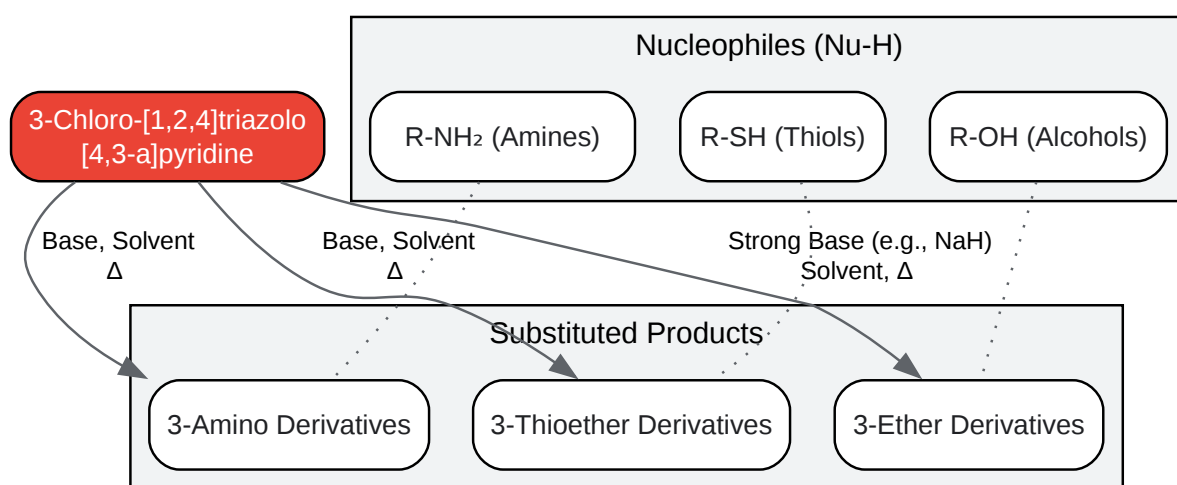 Nucleophiles (Nu-H)
3-Chloro-[1,2,4]triazolo
[4,3-a]pyridine
R-NH₂ (Amines)
R-SH (Thiols)
R-OH (Alcohols)
Base, Solvent
Δ
Base, Solvent
Δ
Strong Base (e.g., NaH)
Solvent, Δ
Substituted Products
3-Amino Derivatives
3-Thioether Derivatives
3-Ether Derivatives